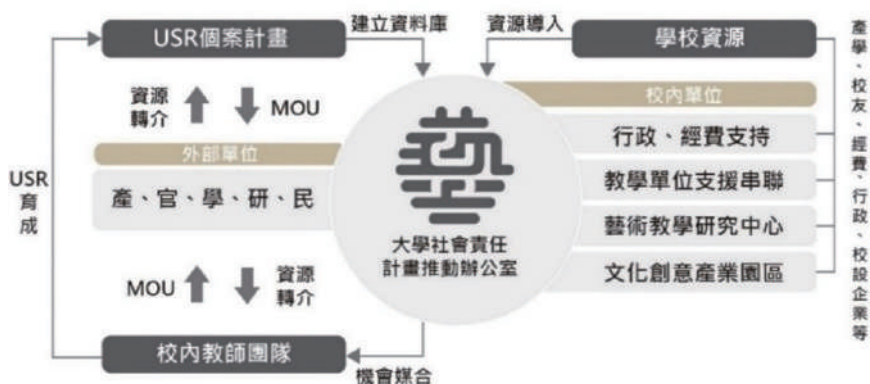 USR個案計畫
建立資料庫
資源導入
學校資源
產學、校友、經費、行政、校設企業等
資源
轉介
MOU
校內單位
行政、經費支持
外部單位
產、官、學、研、民
USR育成
教學單位支援串聯
藝術教學研究中心
文化創意產業園區
大學社會責任
計畫推動辦公室
MOU
資源
轉介
校內教師團隊
機會媒合